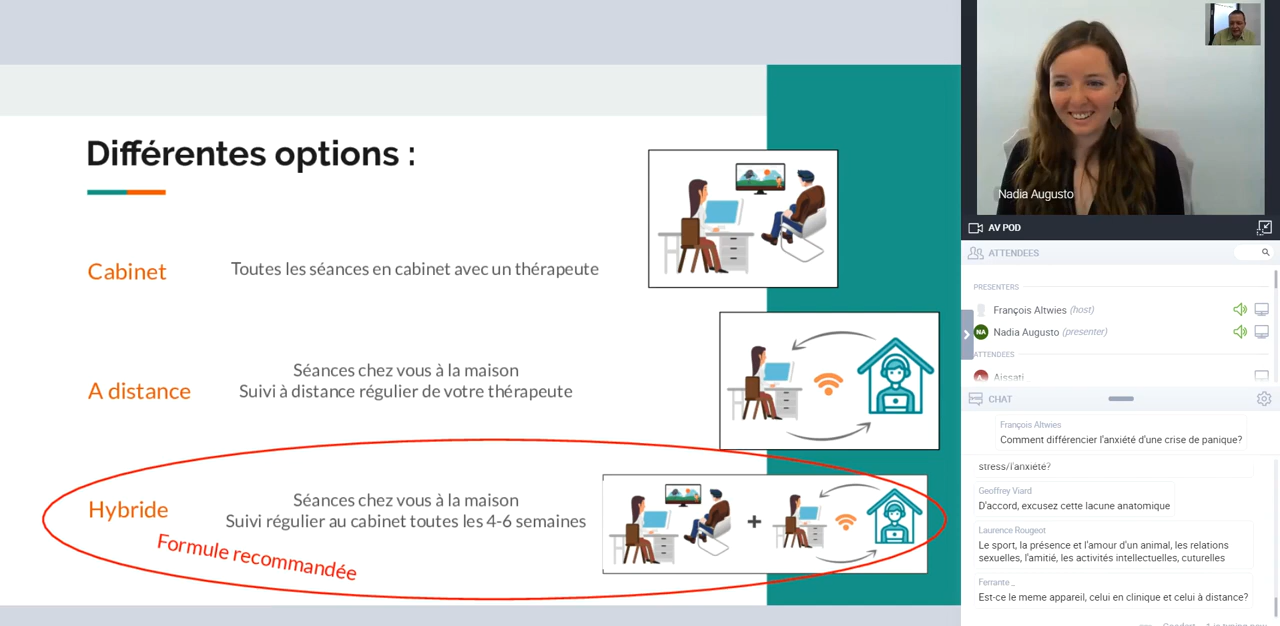 Différentes options :
Cabinet
Toutes les séances en cabinet avec un thérapeute
A distance
Séances chez vous à la maison
Suivi à distance régulier de votre thérapeute
Hybride
Séances chez vous à la maison
Suivi régulier au cabinet toutes les 4-6 semaines
Formule recommandée
Nadia Augusto
AV POD
ATTENDEES
PRESENTERS
François Altwies (host)
NA
Nadia Augusto (presenter)
ATTENDEES
Aissati
CHAT
François Altwies
Comment différencier l'anxiété d'une crise de panique?
stress/l'anxiété?
Geoffrey Viard
D'accord, excusez cette lacune anatomique
Laurence Rougeot
Le sport, la présence et l'amour d'un animal, les relations
sexuelles, l'amitié, les activités intellectuelles, cuturelles
Ferrante _
Est-ce le meme appareil, celui en clinique et celui à distance?